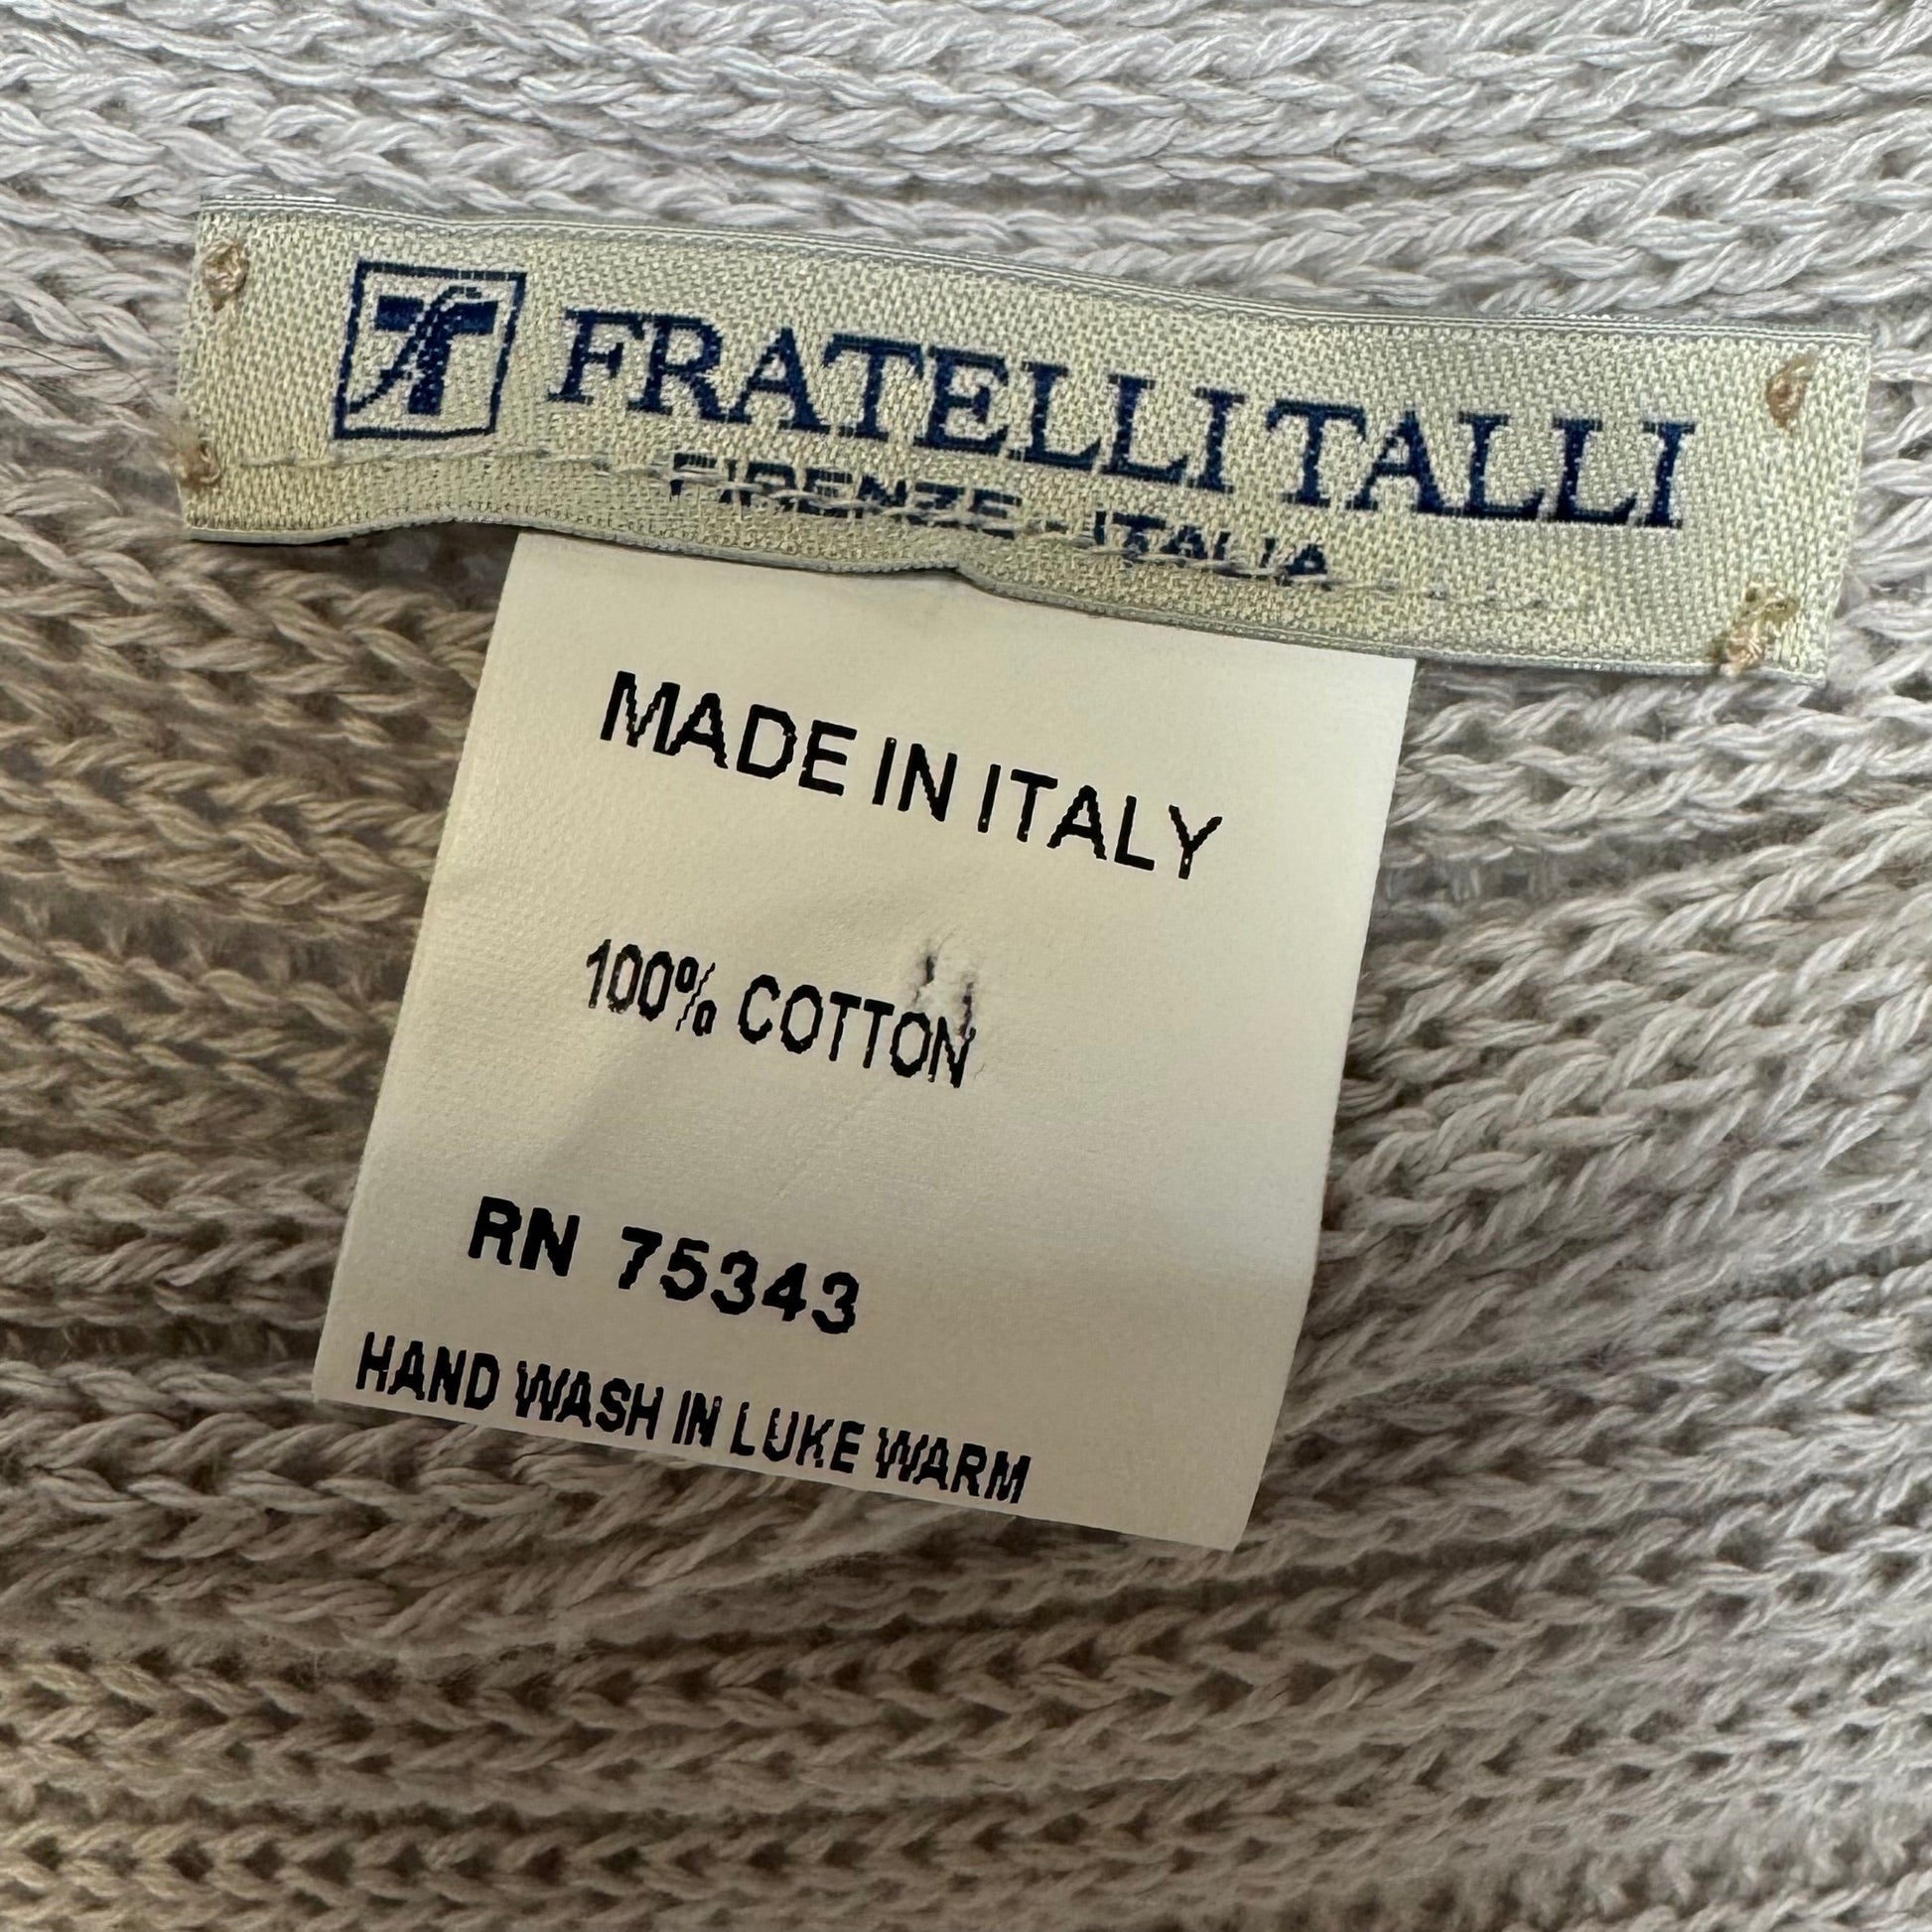 FRATELLI TALLI
FIRENZE - ITALIA
MADE IN ITALY
100% COTTON
RN 75343
HAND WASH IN LUKE WARM